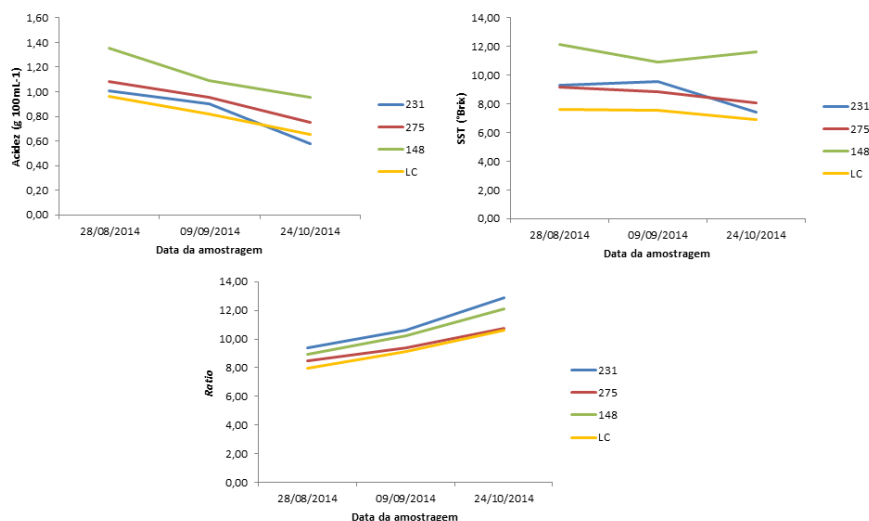 1,60
1,40
1,20
1,00
0,80
0,60
0,40
0,20
0,00
Acidez (g 100mL-1)
28/08/2014 09/09/2014 24/10/2014
Data da amostragem
231
275
148
LC
14,00
12,00
10,00
8,00
6,00
4,00
2,00
0,00
SST (°Brix)
28/08/2014 09/09/2014 24/10/2014
Data da amostragem
231
275
148
LC
14,00
12,00
10,00
8,00
6,00
4,00
2,00
0,00
Ratio
28/08/2014 09/09/2014 24/10/2014
Data da amostragem
231
275
148
LC